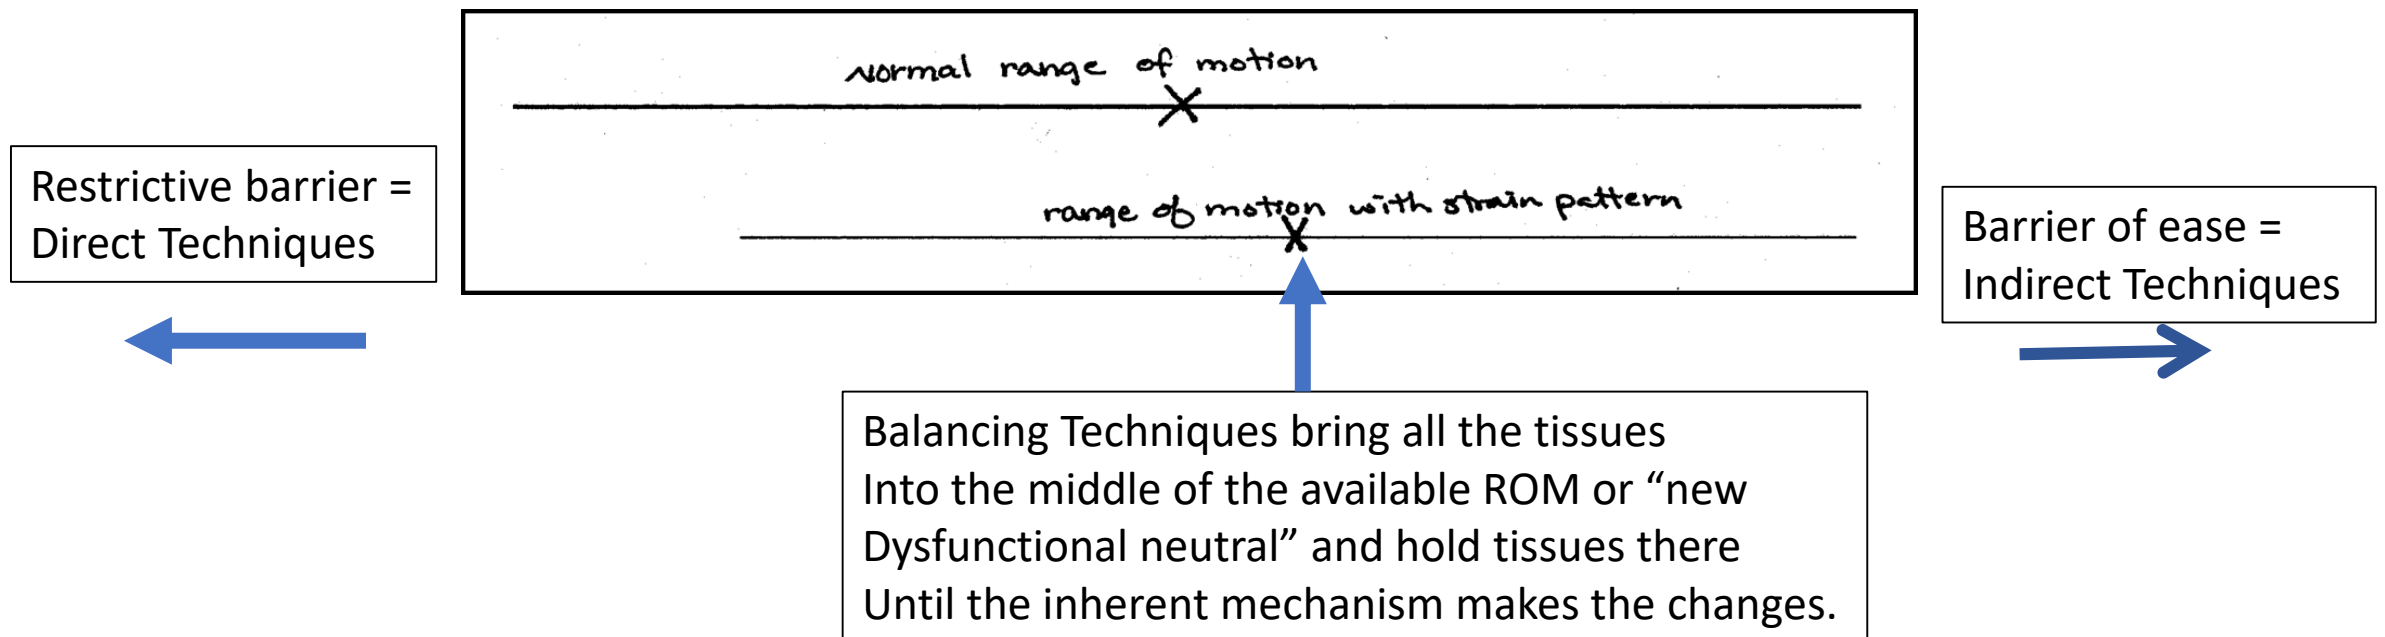 Normal range of motion
range of motion with strain pattern
Restrictive barrier =
Direct Techniques
Barrier of ease =
Indirect Techniques
Balancing Techniques bring all the tissues
Into the middle of the available ROM or “new
Dysfunctional neutral” and hold tissues there
Until the inherent mechanism makes the changes.